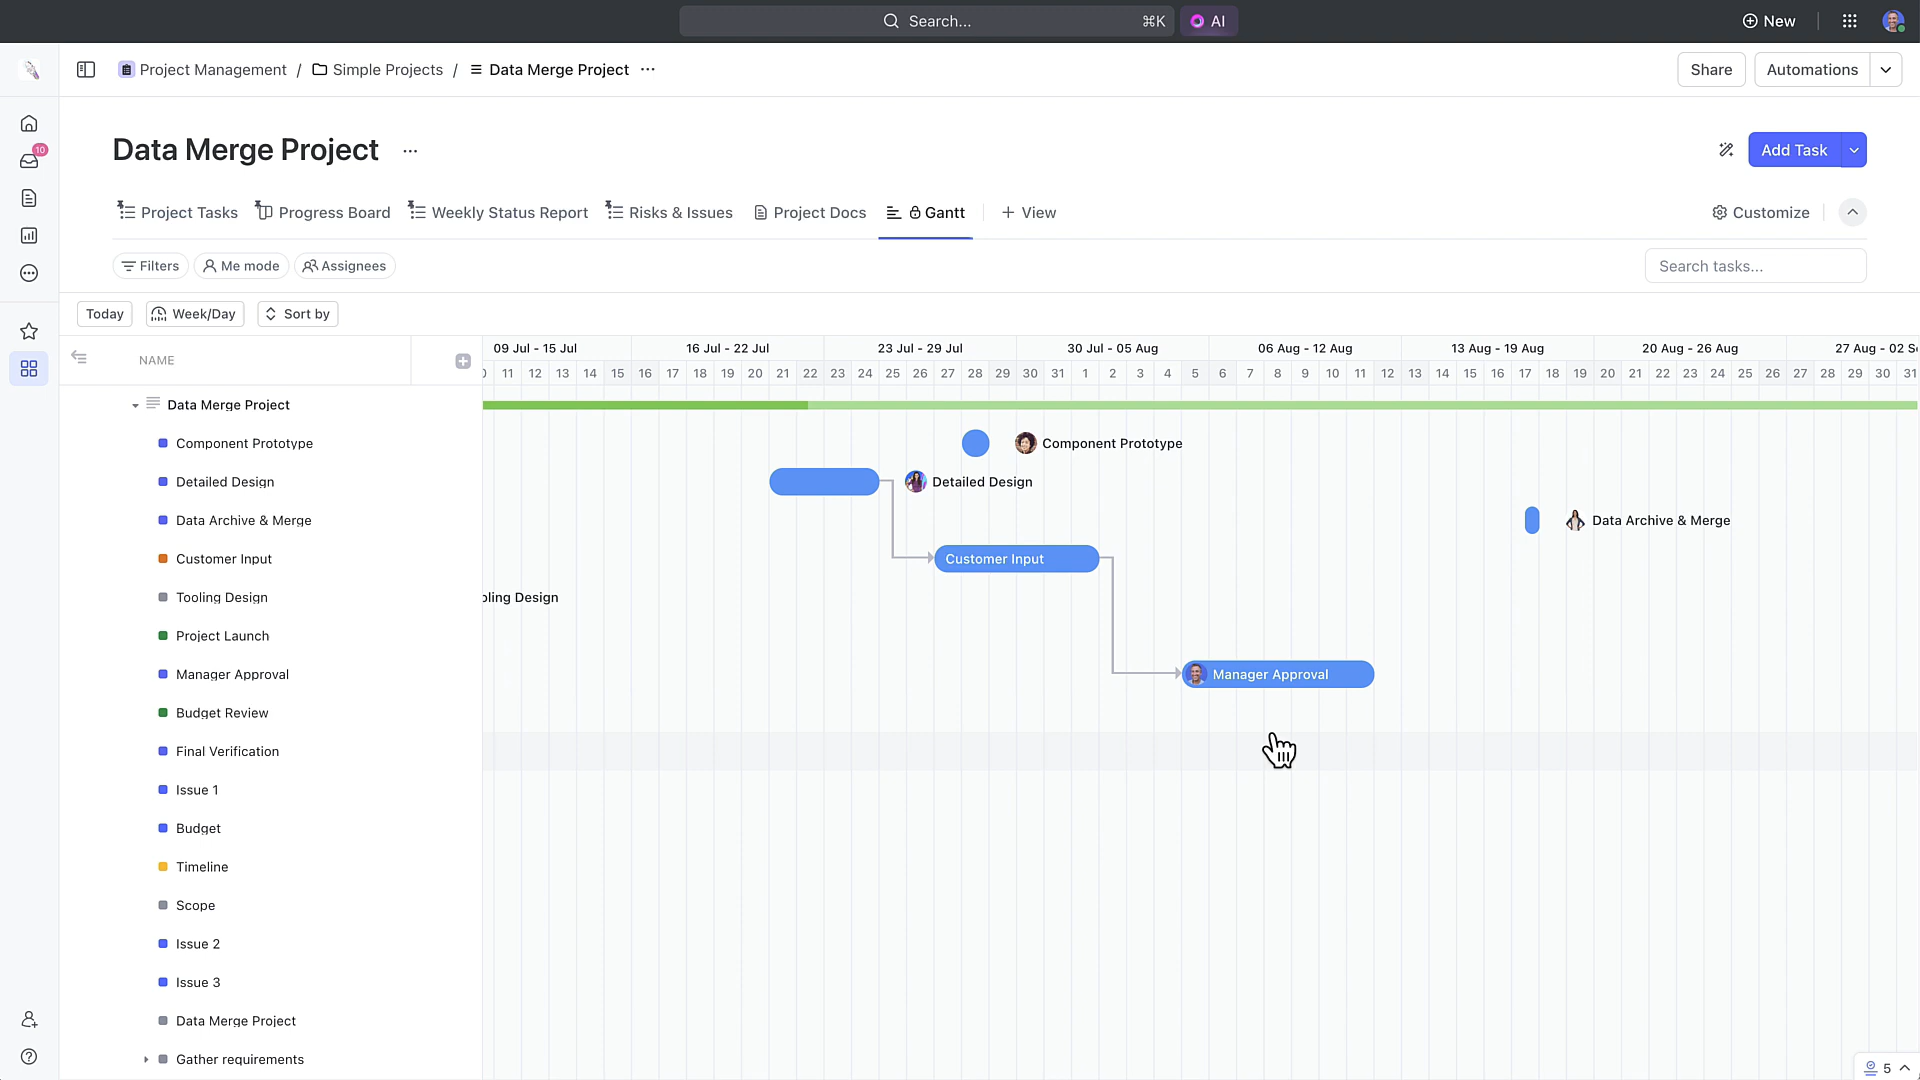 Search... ⌘K AI New
Project Management / Simple Projects / Data Merge Project ...
Share Automations
Data Merge Project ...
Add Task
10
Project Tasks Progress Board Weekly Status Report Risks & Issues Project Docs Gantt + View
Customize
Filters Me mode Assignees
Search tasks...
Today Week/Day Sort by
NAME
09 Jul - 15 Jul 16 Jul - 22 Jul 23 Jul - 29 Jul 30 Jul - 05 Aug 06 Aug - 12 Aug 13 Aug - 19 Aug 20 Aug - 26 Aug 27 Aug - 02
11 12 13 14 15 16 17 18 19 20 21 22 23 24 25 26 27 28 29 30 31 1 2 3 4 5 6 7 8 9 10 11 12 13 14 15 16 17 18 19 20 21 22 23 24 25 26 27 28 29 30 31
Data Merge Project
Component Prototype Component Prototype
Detailed Design Detailed Design
Data Archive & Merge Data Archive & Merge
Customer Input Customer Input
Tooling Design oling Design
Project Launch
Manager Approval Manager Approval
Budget Review
Final Verification
Issue 1
Budget
Timeline
Scope
Issue 2
Issue 3
Data Merge Project
Gather requirements
5